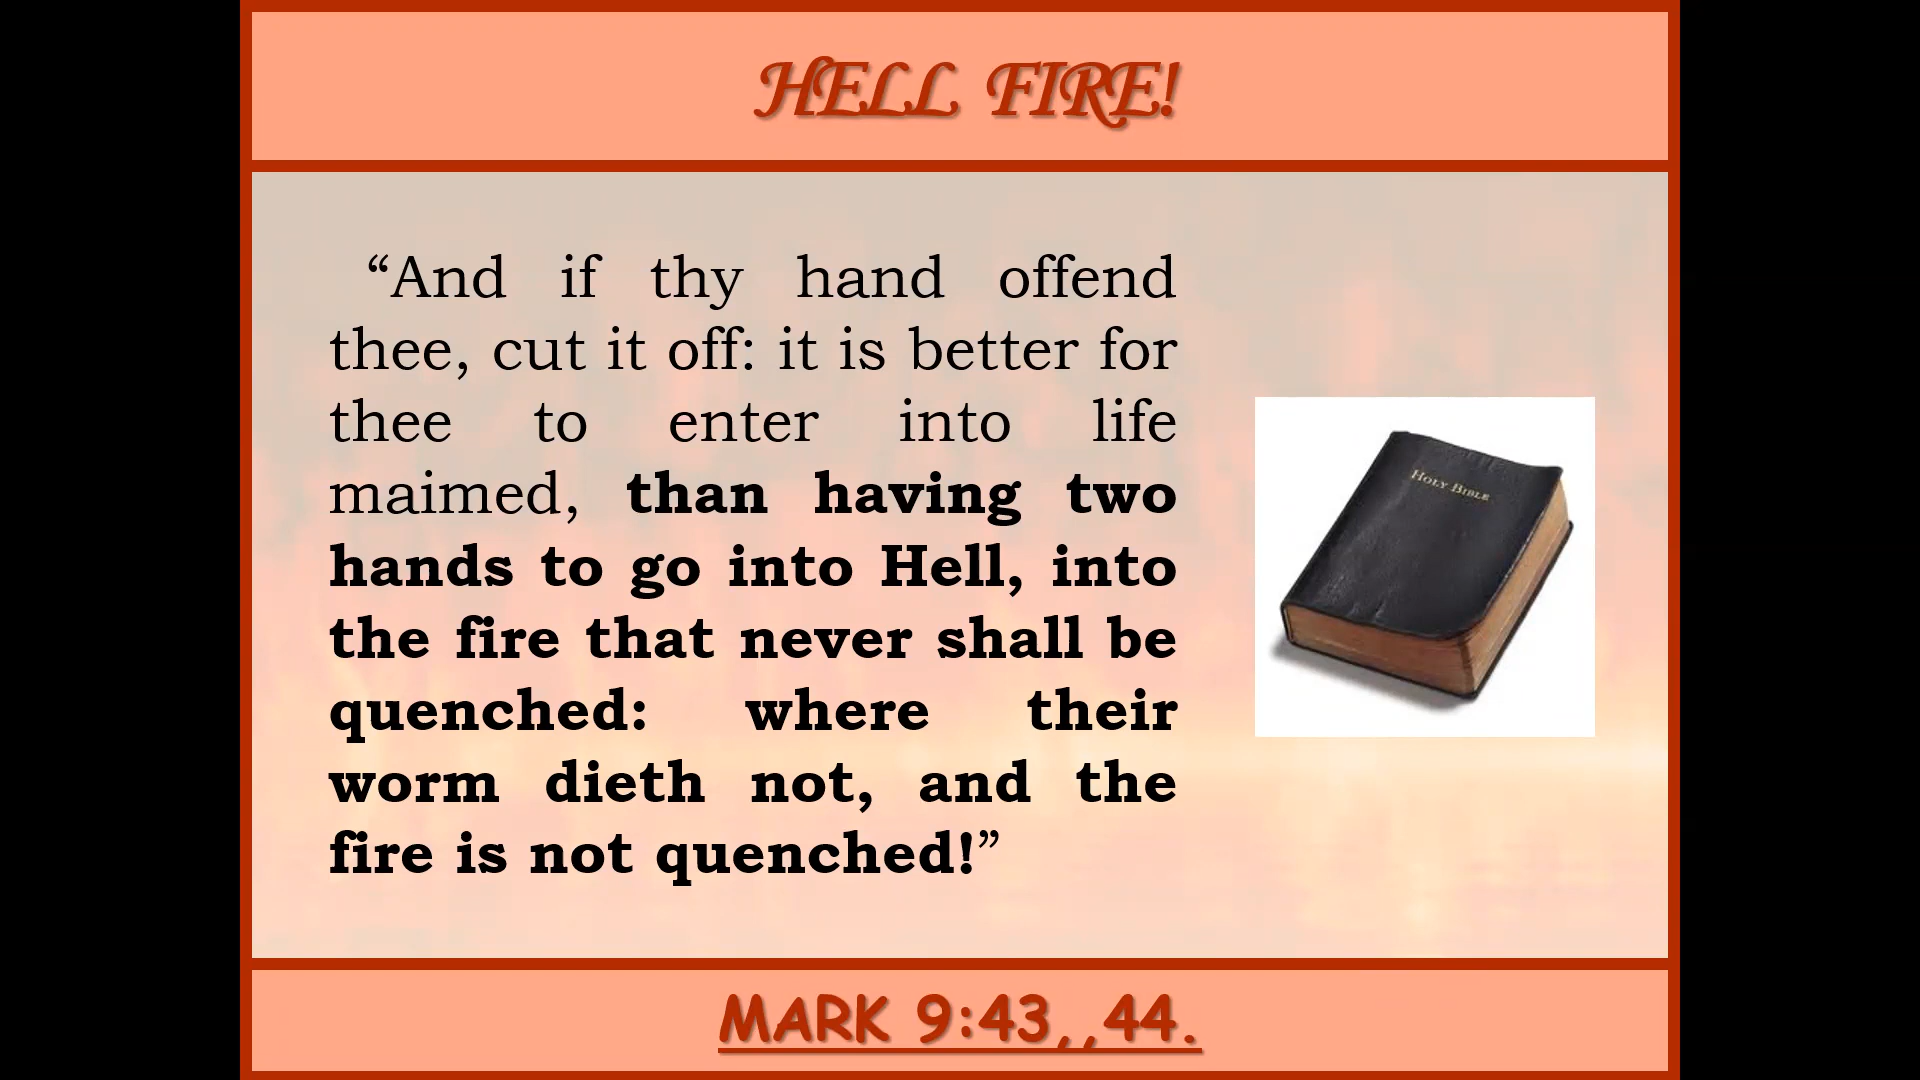 HELL FIRE!
“And if thy hand offend
thee, cut it off: it is better for
thee to enter into life
maimed, than having two
hands to go into Hell, into
the fire that never shall be
quenched: where their
worm dieth not, and the
fire is not quenched!”
HOLY BIBLE
MARK 9:43,,44.